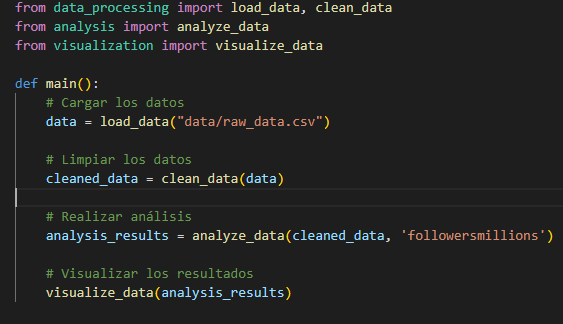 from data_processing import load_data, clean_data
from analysis import analyze_data
from visualization import visualize_data
def main():
# Cargar los datos
data = load_data("data/raw_data.csv")
# Limpiar los datos
cleaned_data = clean_data(data)
# Realizar análisis
analysis_results = analyze_data(cleaned_data, 'followersmillions')
# Visualizar los resultados
visualize_data(analysis_results)